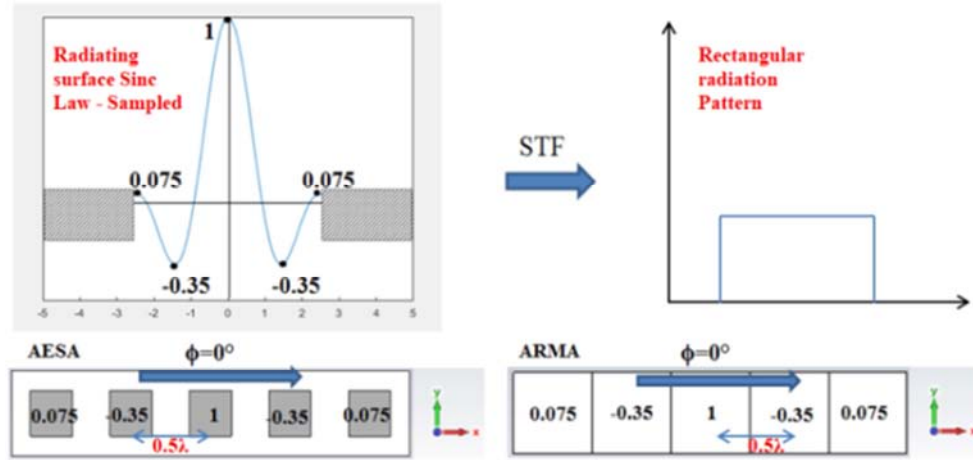 Radiating
surface Sinc
Law - Sampled
1
0.075
0.075
-0.35
-0.35
-5 -4 -3 -2 -1 0 1 2 3 4 5
STF
Rectangular
radiation
Pattern
AESA
ϕ=0°
0.075 -0.35 1 -0.35 0.075
0.5λ
y
x
ARMA
ϕ=0°
0.075 -0.35 1 -0.35 0.075
0.5λ
y
x